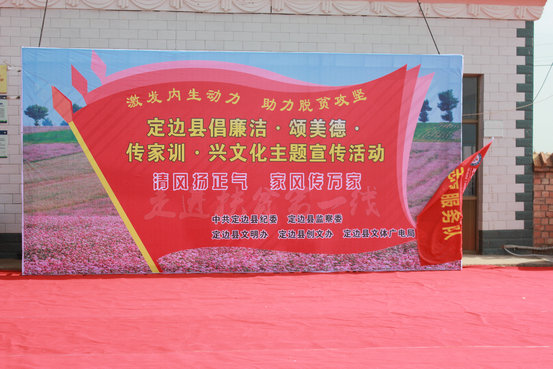 激发内生动力 助力脱贫攻坚
定边县倡廉洁·颂美德·
传家训·兴文化主题宣传活动
清风扬正气 家风传万家
中共定边县纪委 定边县监察委
定边县文明办 定边县创文办 定边县文体广电局
服务队